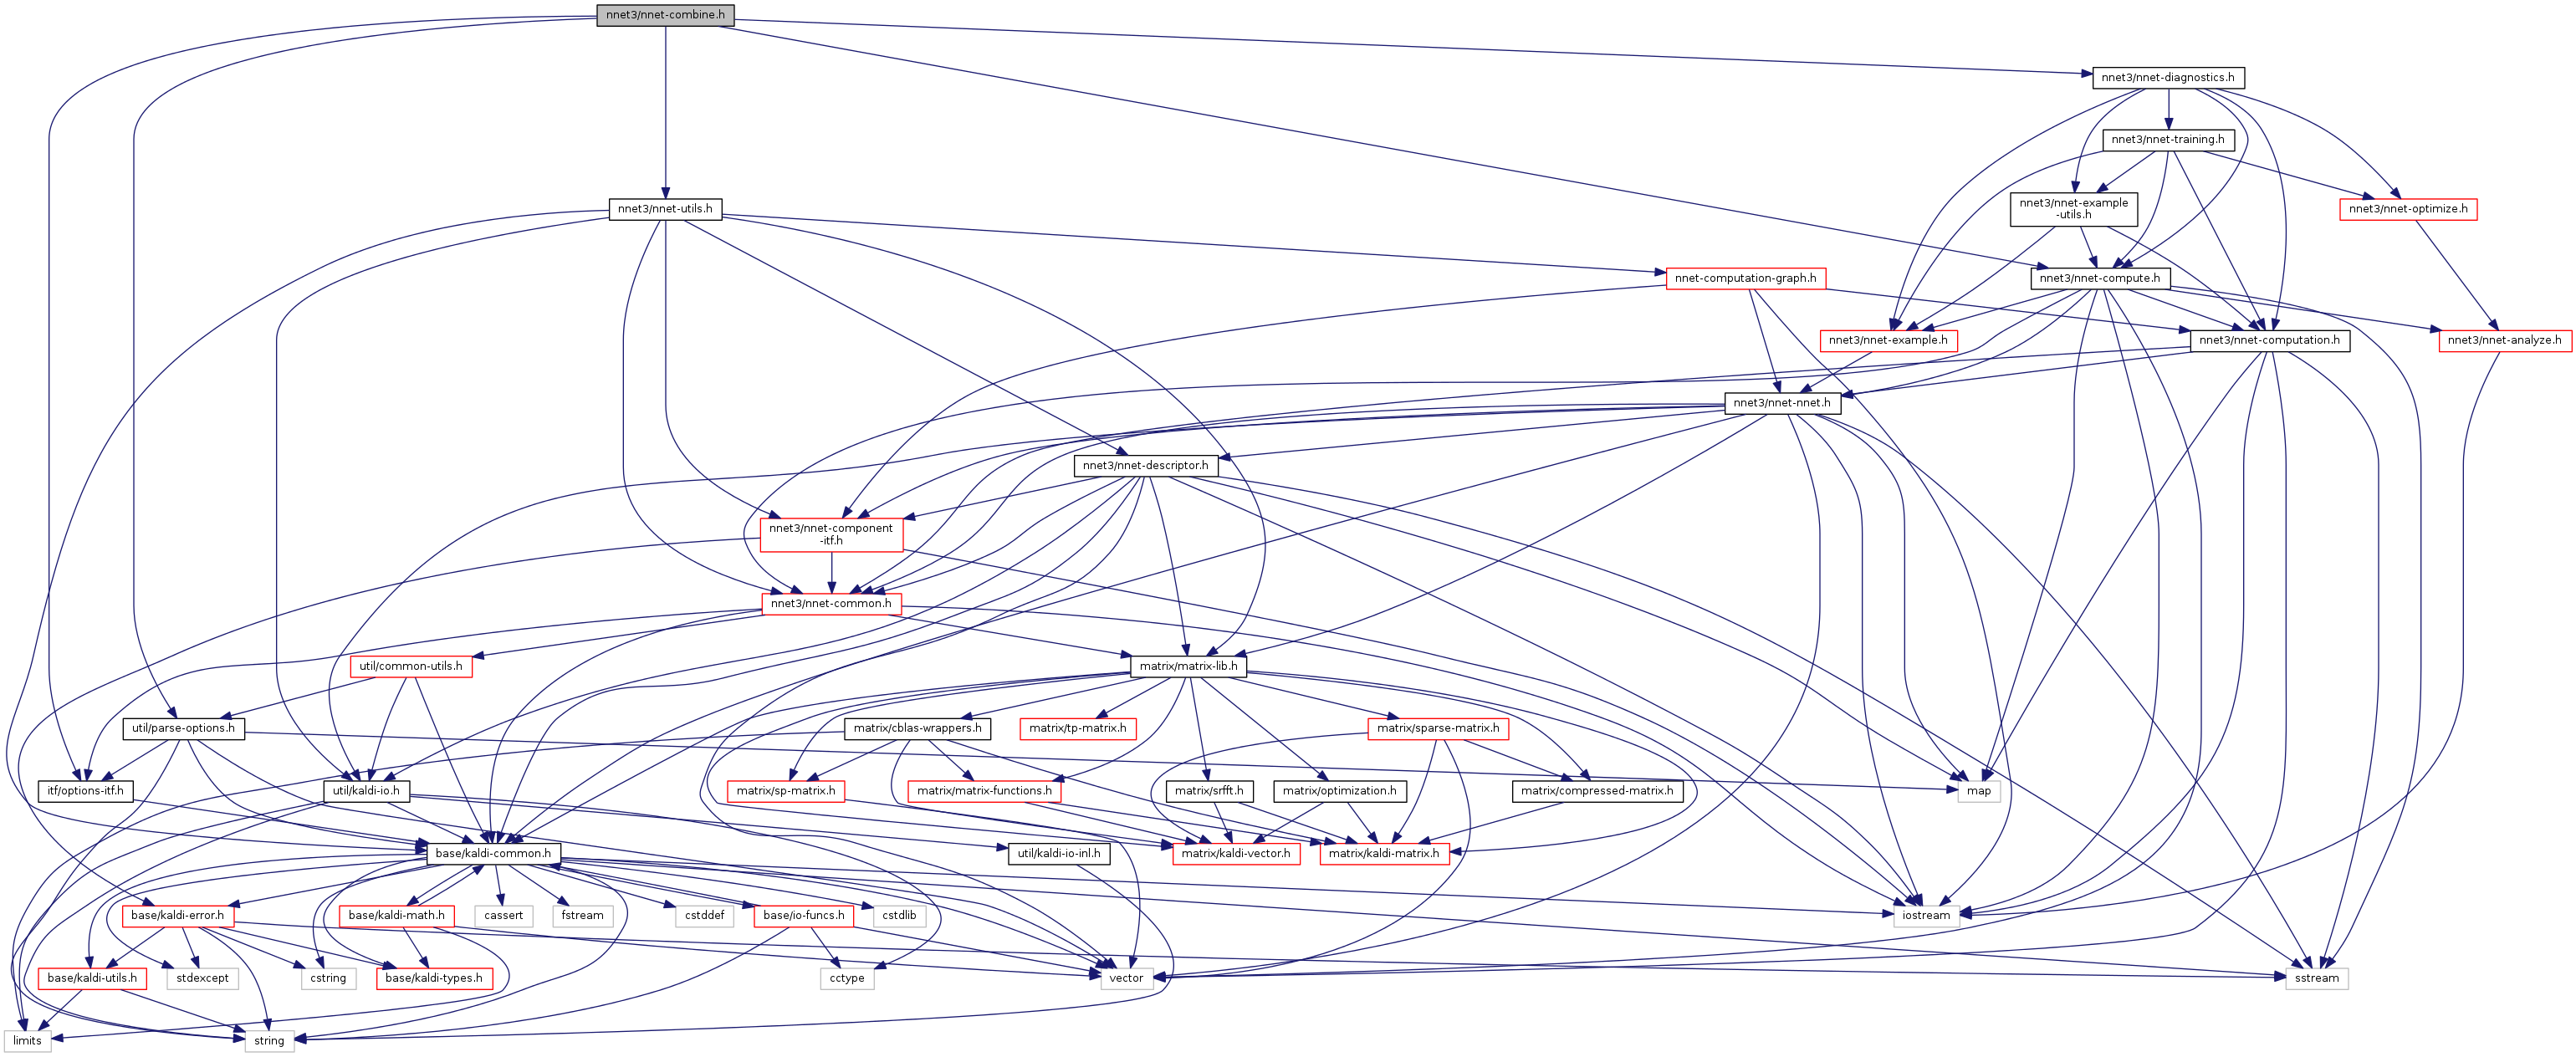 nnet3/nnet-combine.h
nnet3/nnet-diagnostics.h
nnet3/nnet-training.h
nnet3/nnet-utils.h
nnet3/nnet-example
-utils.h
nnet3/nnet-optimize.h
nnet-computation-graph.h
nnet3/nnet-compute.h
nnet3/nnet-example.h
nnet3/nnet-computation.h
nnet3/nnet-analyze.h
nnet3/nnet-nnet.h
nnet3/nnet-descriptor.h
nnet3/nnet-component
-itf.h
nnet3/nnet-common.h
util/common-utils.h
matrix/matrix-lib.h
util/parse-options.h
matrix/cblas-wrappers.h
matrix/tp-matrix.h
matrix/sparse-matrix.h
itf/options-itf.h
util/kaldi-io.h
matrix/sp-matrix.h
matrix/matrix-functions.h
matrix/srfft.h
matrix/optimization.h
matrix/compressed-matrix.h
map
base/kaldi-common.h
util/kaldi-io-inl.h
matrix/kaldi-vector.h
matrix/kaldi-matrix.h
base/kaldi-error.h
base/kaldi-math.h
cassert
fstream
cstddef
base/io-funcs.h
cstdlib
iostream
base/kaldi-utils.h
stdexcept
cstring
base/kaldi-types.h
cctype
vector
sstream
limits
string